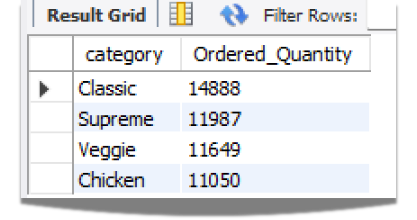 Result Grid Filter Rows:
category Ordered_Quantity
Classic 14888
Supreme 11987
Veggie 11649
Chicken 11050